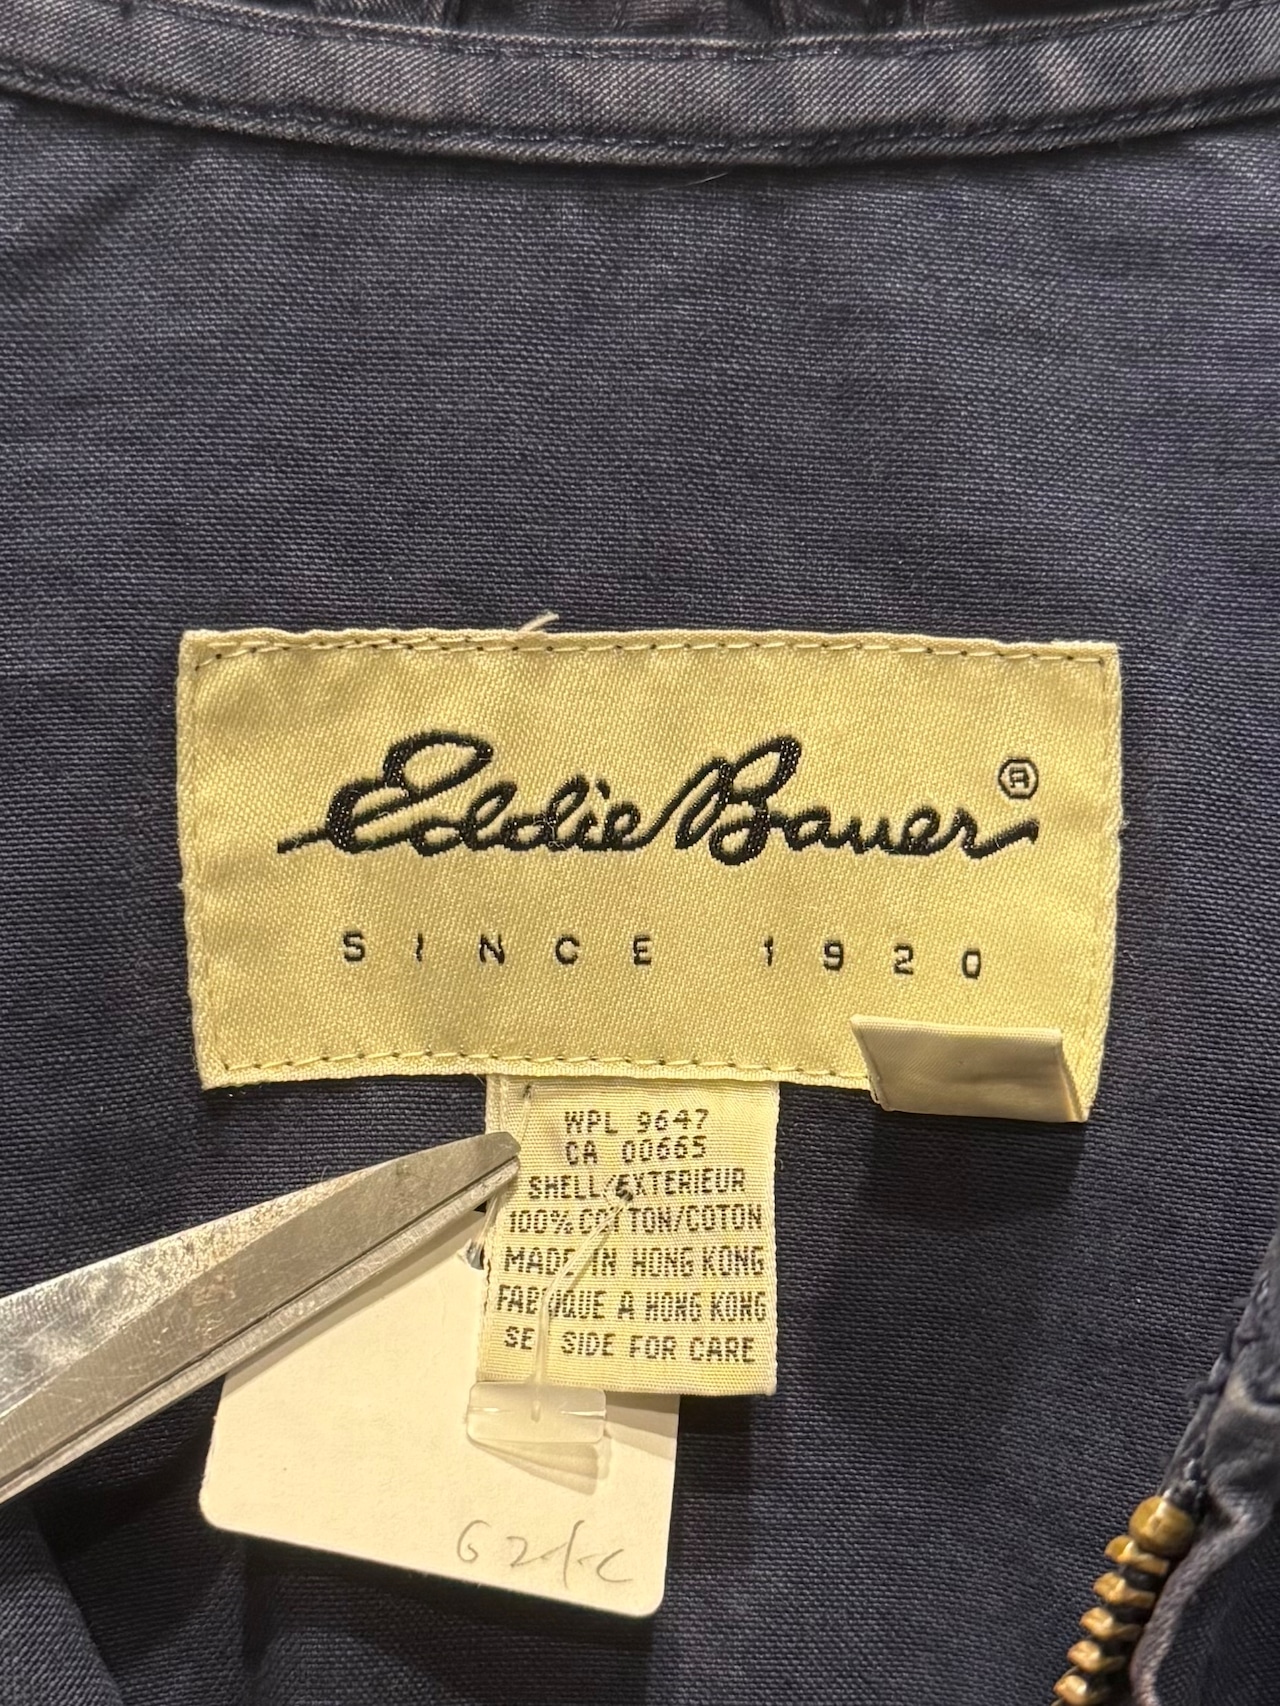 Eddie Bauer®
SINCE 1920
WPL 9647
CA 00665
SHELL/EXTERIEUR
100% COTTON/COTON
MADE IN HONG KONG
FABRIQUE A HONG KONG
SEE SIDE FOR CARE